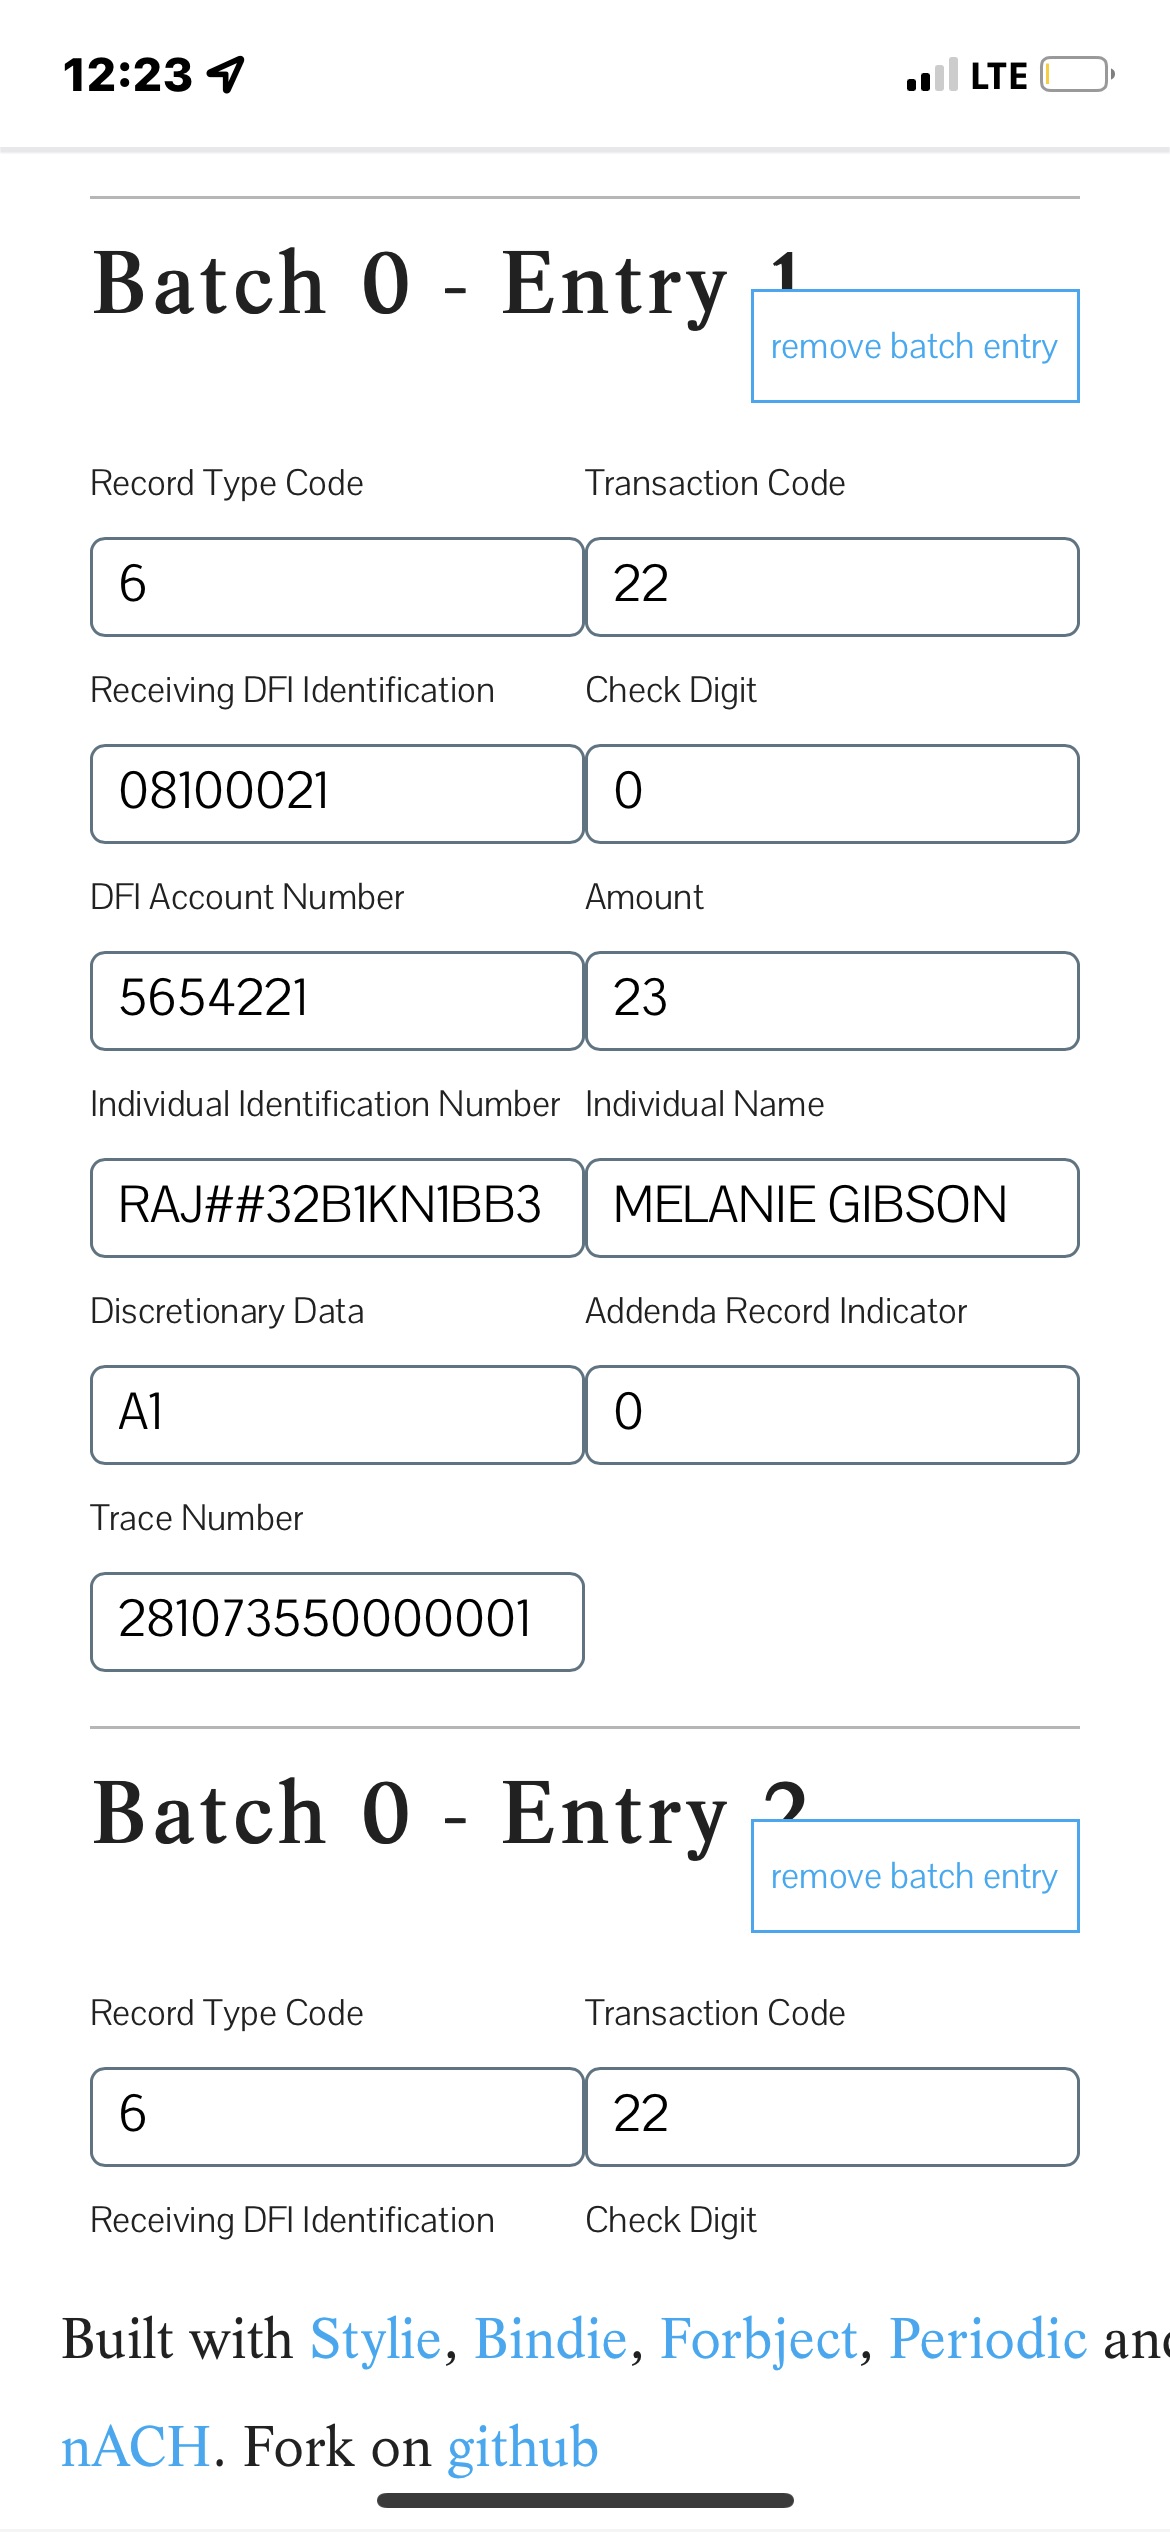 12:23 LTE
Batch 0 - Entry 1
remove batch entry
Record Type Code Transaction Code
6 22
Receiving DFI Identification Check Digit
08100021 0
DFI Account Number Amount
5654221 23
Individual Identification Number Individual Name
RAJ##32B1KN1BB3 MELANIE GIBSON
Discretionary Data Addenda Record Indicator
A1 0
Trace Number
281073550000001
Batch 0 - Entry 2
remove batch entry
Record Type Code Transaction Code
6 22
Receiving DFI Identification Check Digit
Built with Stylie, Bindie, Forbject, Periodic and
nACH. Fork on github